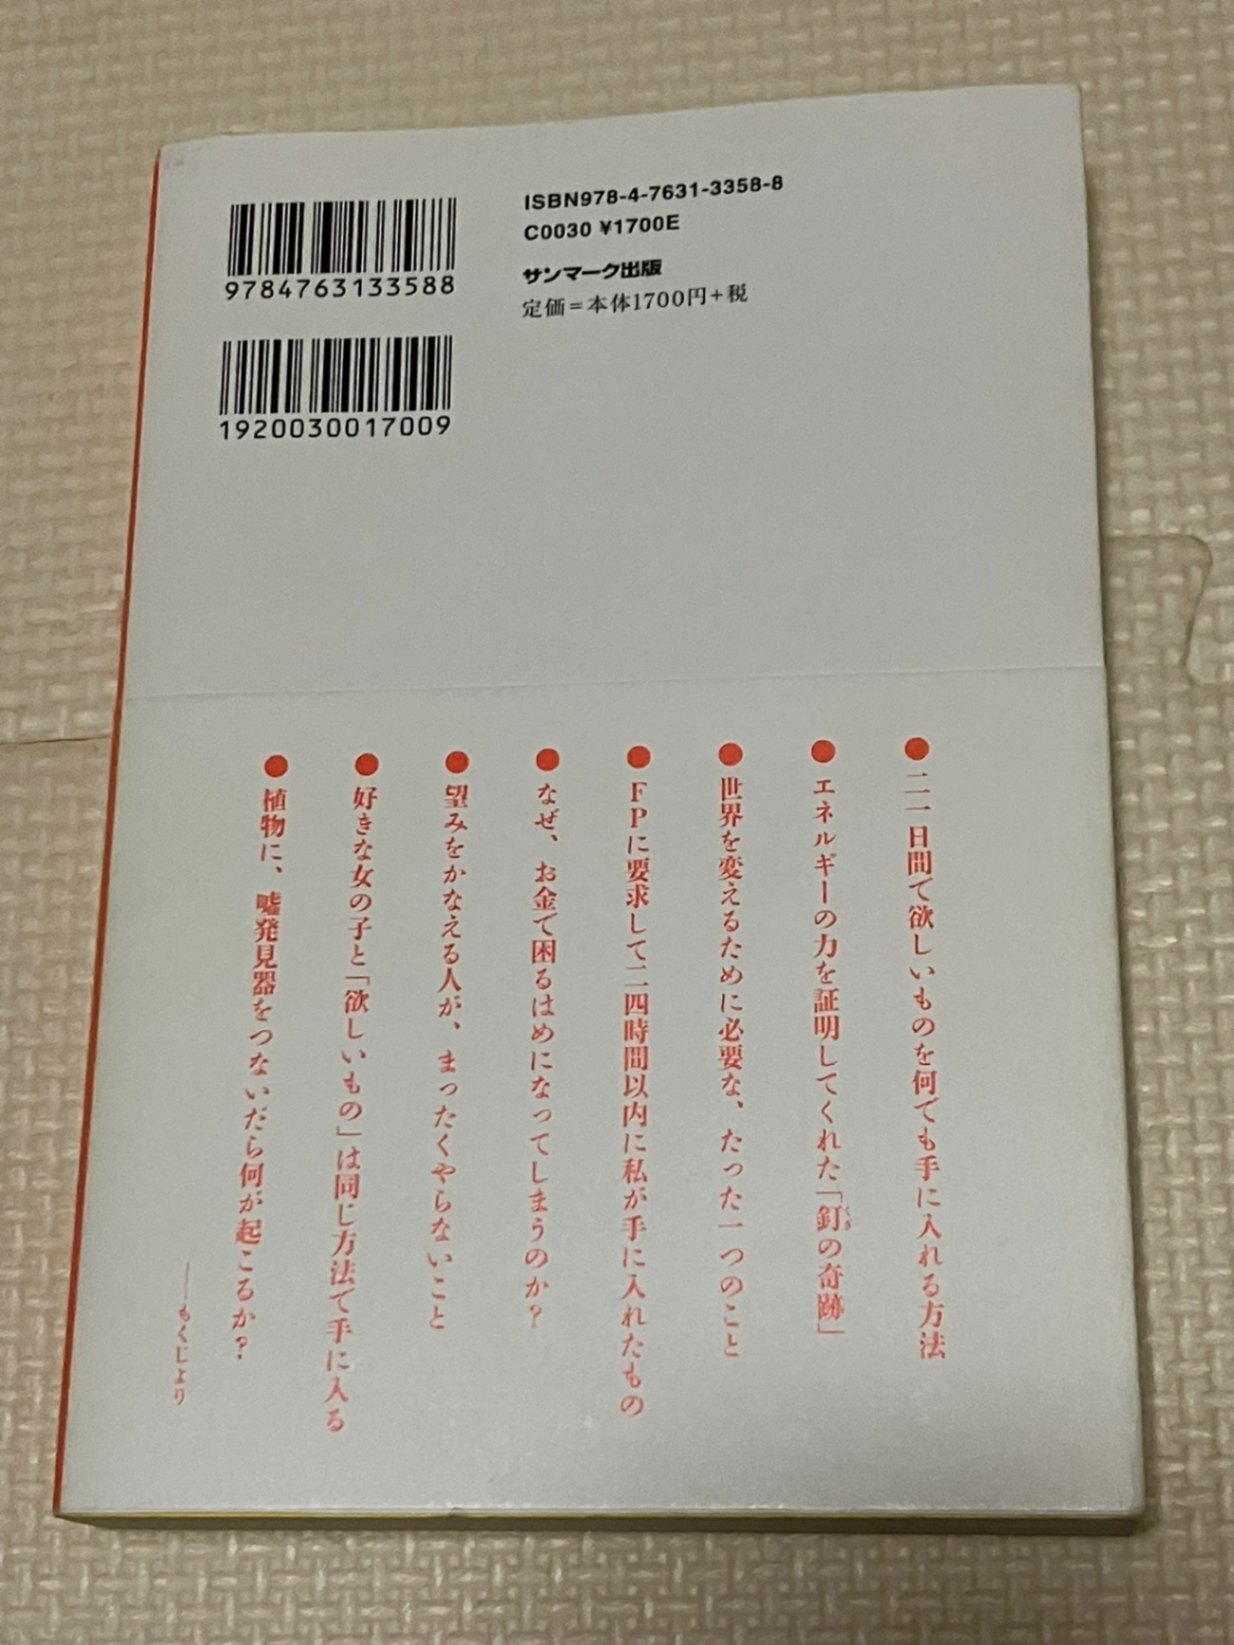 9784763133588
1920030017009
ISBN978-4-7631-3358-8
C0030 ¥1700E
サンマーク出版
定価=本体1700円+税
●二一日間で欲しいものを何でも手に入れる方法
●エネルギーの力を証明してくれた「釘の奇跡」
くぎ
●世界を変えるために必要な、たった一つのこと
●FPに要求して二四時間以内に私が手に入れたもの
●なぜ、お金で困るはめになってしまうのか？
●望みをかなえる人が、まったくやらないこと
●好きな女の子と「欲しいもの」は同じ方法で手に入る
●植物に、嘘発見器をつないだら何が起こるか？
――もくじより